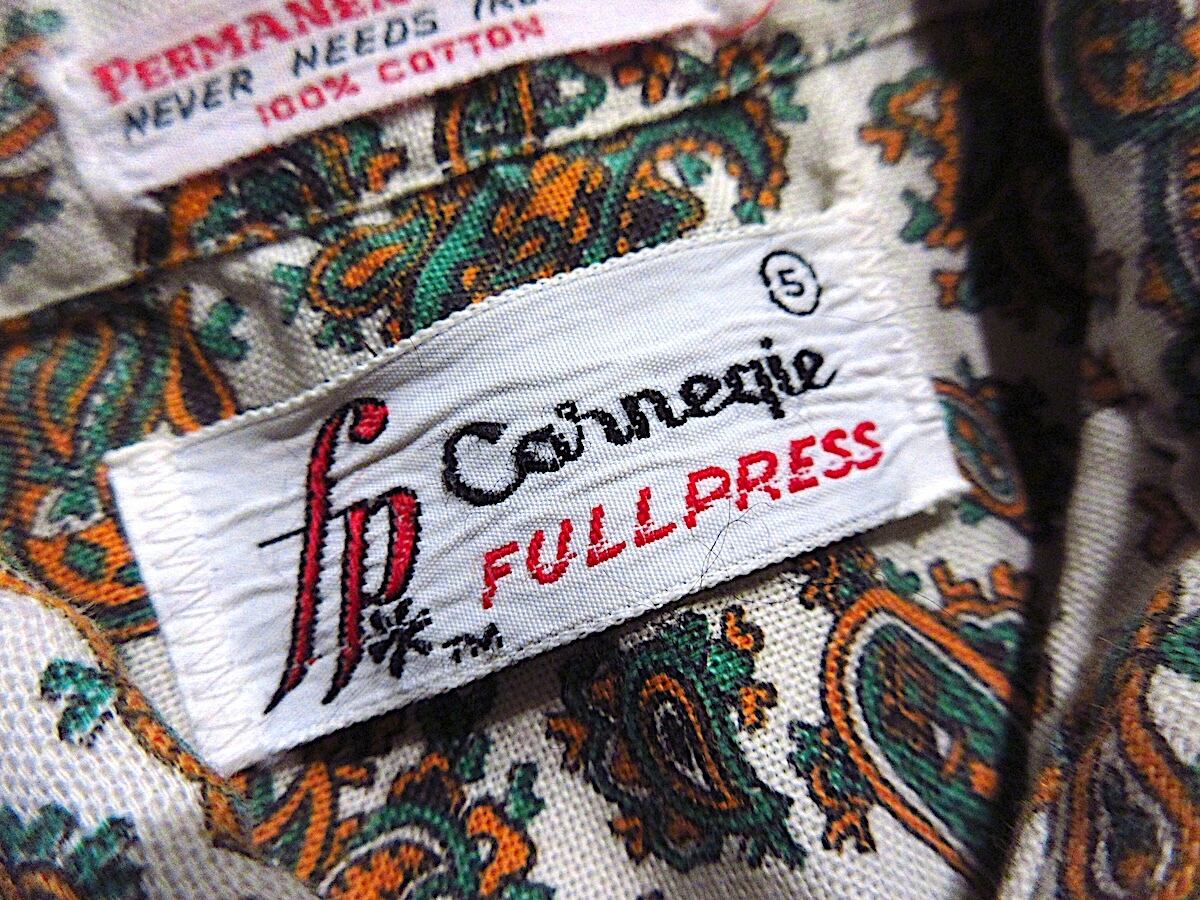 NEVER NEEDS
100% COTTON
5
fp Carnegie
FULLPRESS
TM